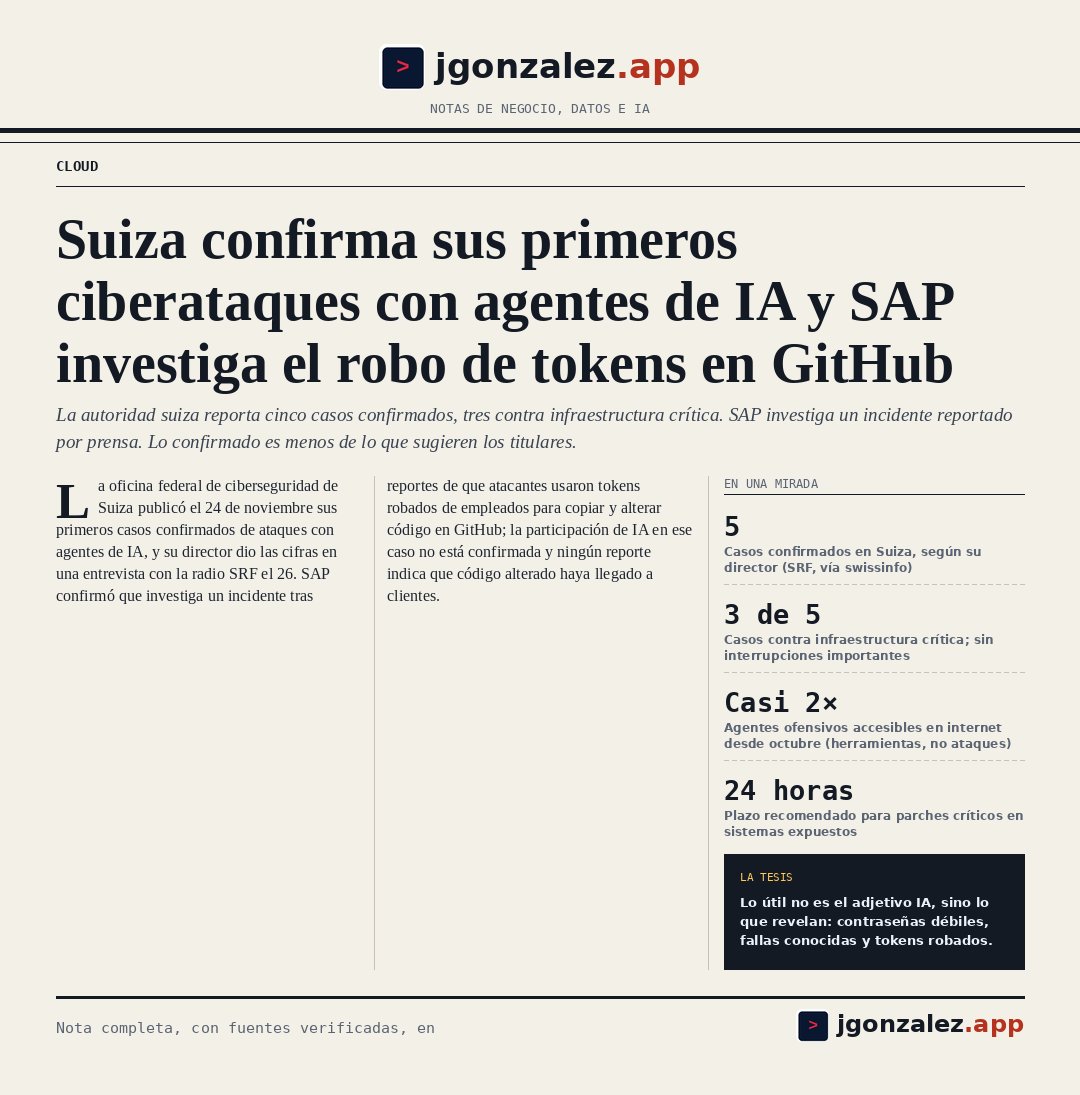 > jgonzalez.app
NOTAS DE NEGOCIO, DATOS E IA
CLOUD
Suiza confirma sus primeros
ciberataques con agentes de IA y SAP
investiga el robo de tokens en GitHub
La autoridad suiza reporta cinco casos confirmados, tres contra infraestructura crítica. SAP investiga un incidente reportado
por prensa. Lo confirmado es menos de lo que sugieren los titulares.
La oficina federal de ciberseguridad de
Suiza publicó el 24 de noviembre sus
primeros casos confirmados de ataques con
agentes de IA, y su director dio las cifras en
una entrevista con la radio SRF el 26. SAP
confirmó que investiga un incidente tras
reportes de que atacantes usaron tokens
robados de empleados para copiar y alterar
código en GitHub; la participación de IA en ese
caso no está confirmada y ningún reporte
indica que código alterado haya llegado a
clientes.
EN UNA MIRADA
5
Casos confirmados en Suiza, según su
director (SRF, vía swissinfo)
3 de 5
Casos contra infraestructura crítica; sin
interrupciones importantes
Casi 2×
Agentes ofensivos accesibles en internet
desde octubre (herramientas, no ataques)
24 horas
Plazo recomendado para parches críticos en
sistemas expuestos
LA TESIS
Lo útil no es el adjetivo IA, sino lo
que revelan: contraseñas débiles,
fallas conocidas y tokens robados.
Nota completa, con fuentes verificadas, en
> jgonzalez.app